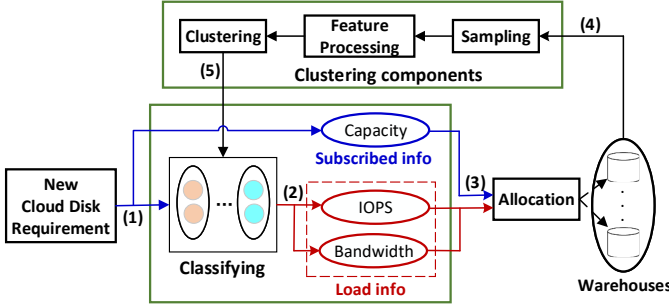 Clustering
Feature
Processing
Sampling
(4)
(5)
Clustering components
Capacity
Subscribed info
New
Cloud Disk
Requirement
(1)
...
(2)
IOPS
(3)
Allocation
Bandwidth
Classifying
Load info
Warehouses